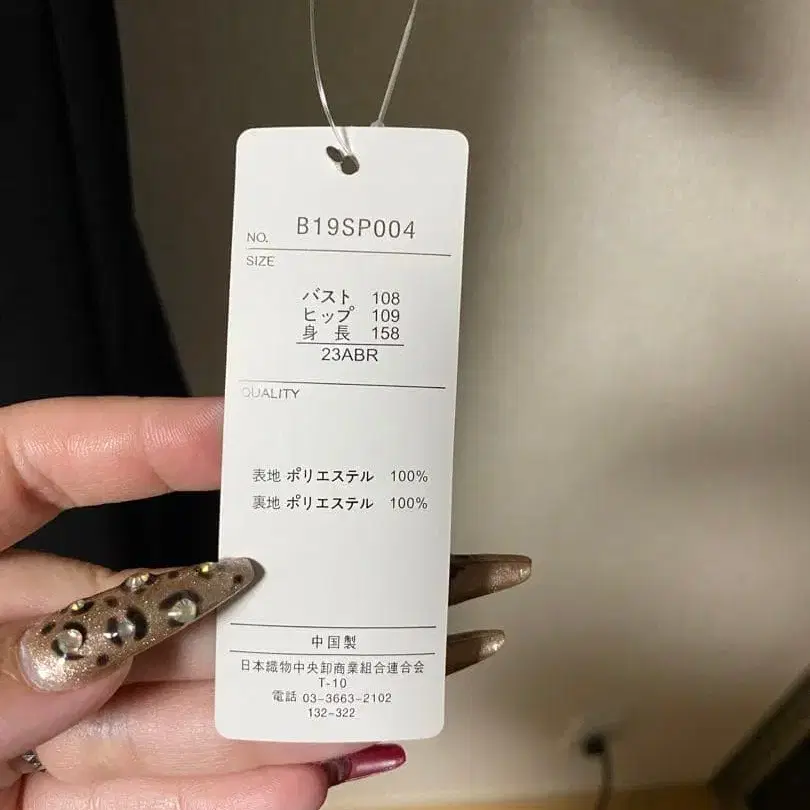 NO. B19SP004
SIZE
バスト 108
ヒップ 109
身長 158
23ABR
QUALITY
表地 ポリエステル 100%
裏地 ポリエステル 100%
中国製
日本織物中央卸商業組合連合会
T-10
電話 03-3663-2102
132-322